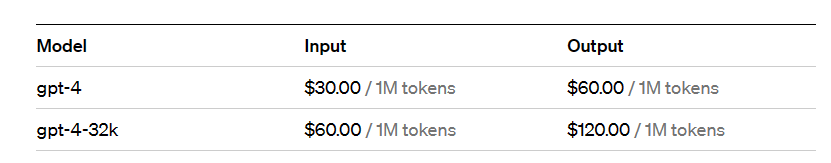 Model Input Output
gpt-4 $30.00 / 1M tokens $60.00 / 1M tokens
gpt-4-32k $60.00 / 1M tokens $120.00 / 1M tokens